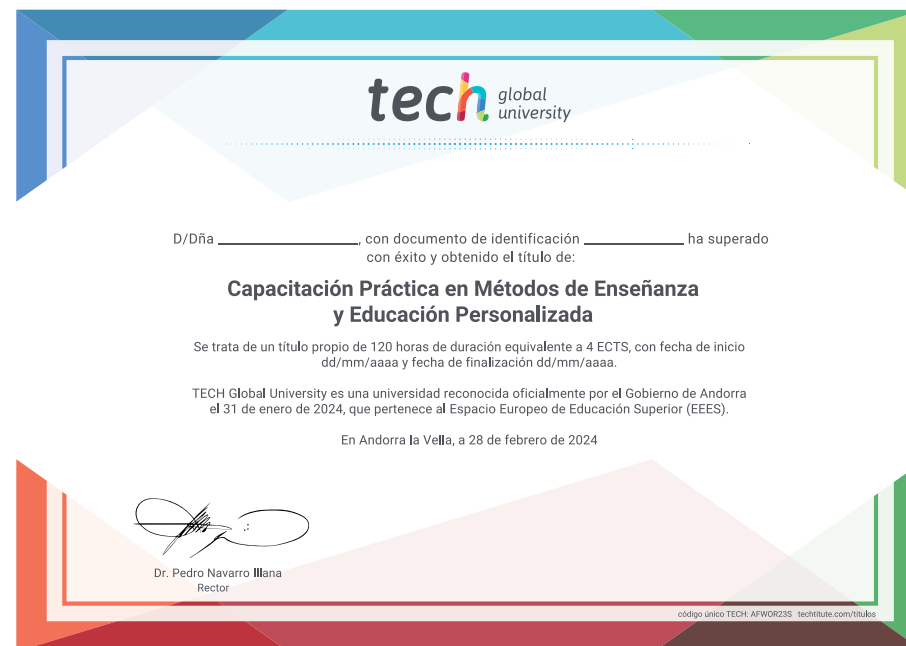 tech global university
D/Dña ____________________, con documento de identificación ______________ ha superado
con éxito y obtenido el título de:
Capacitación Práctica en Métodos de Enseñanza
y Educación Personalizada
Se trata de un título propio de 120 horas de duración equivalente a 4 ECTS, con fecha de inicio
dd/mm/aaaa y fecha de finalización dd/mm/aaaa.
TECH Global University es una universidad reconocida oficialmente por el Gobierno de Andorra
el 31 de enero de 2024, que pertenece al Espacio Europeo de Educación Superior (EEES).
En Andorra la Vella, a 28 de febrero de 2024
Dr. Pedro Navarro Illana
Rector
código único TECH: AFWOR23S techtitute.com/titulos